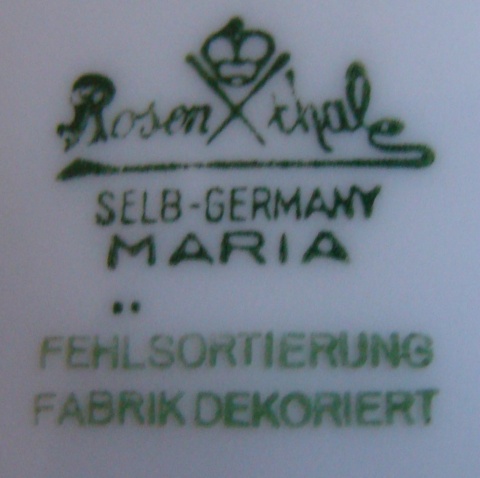 Rosenthal
SELB-GERMANY
MARIA
FEHLSORTIERUNG
FABRIK DEKORIERT